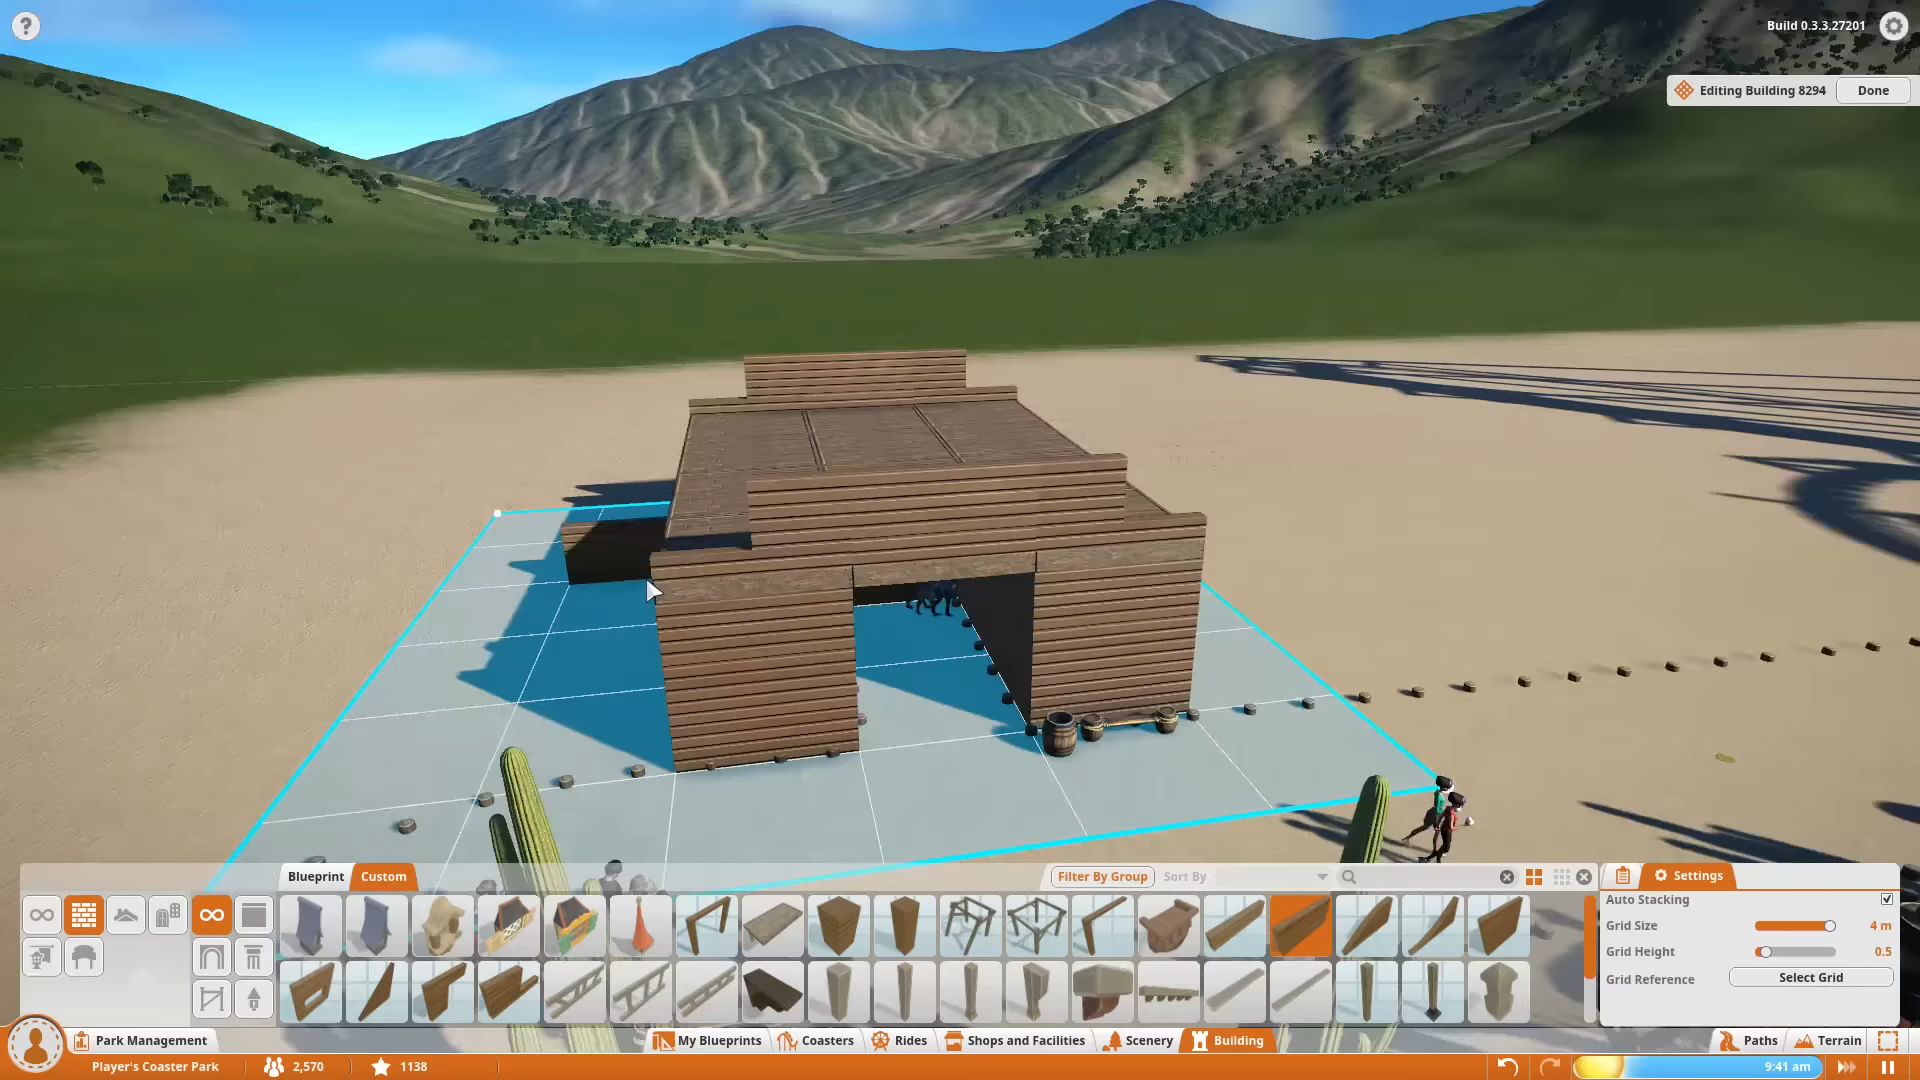 ?
Build 0.3.3.27201
Editing Building 8294
Done
Blueprint
Custom
Filter By Group
Sort By
Settings
Auto Stacking
Grid Size
4 m
Grid Height
0.5
Grid Reference
Select Grid
Park Management
My Blueprints
Coasters
Rides
Shops and Facilities
Scenery
Building
Paths
Terrain
Player's Coaster Park
2,570
1138
9:41 am